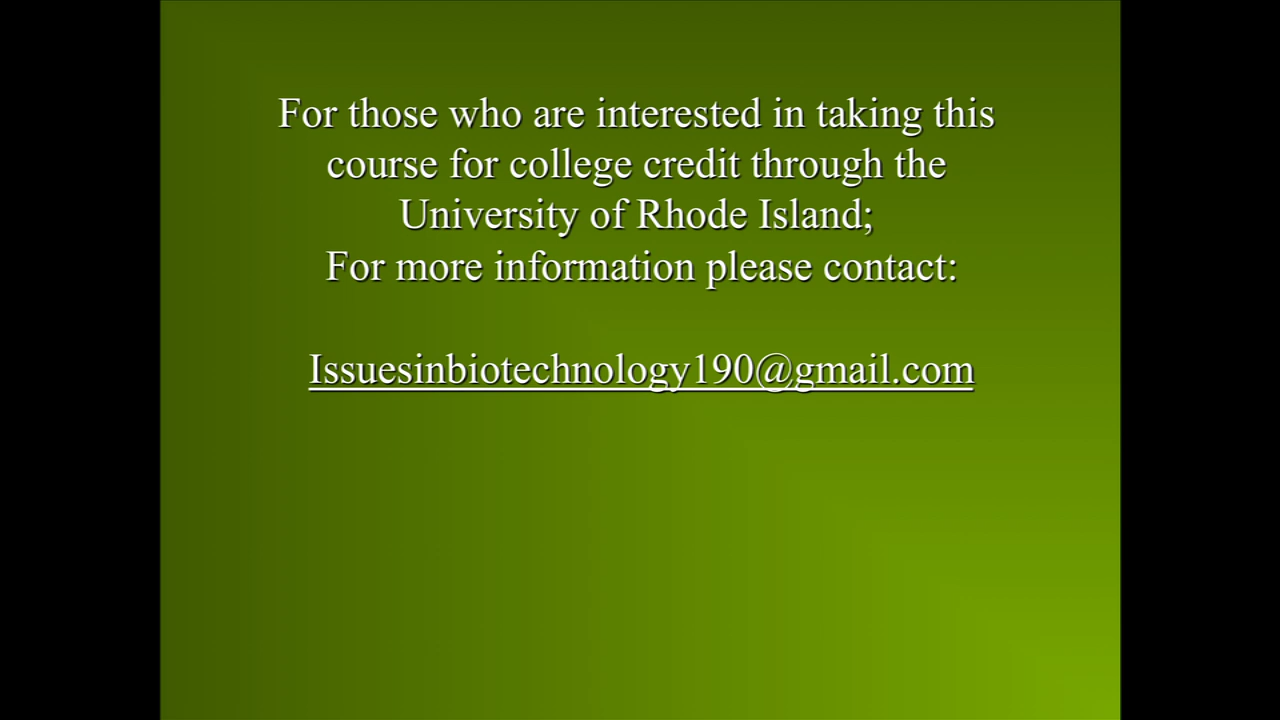 For those who are interested in taking this
course for college credit through the
University of Rhode Island;
For more information please contact:
Issuesinbiotechnology190@gmail.com